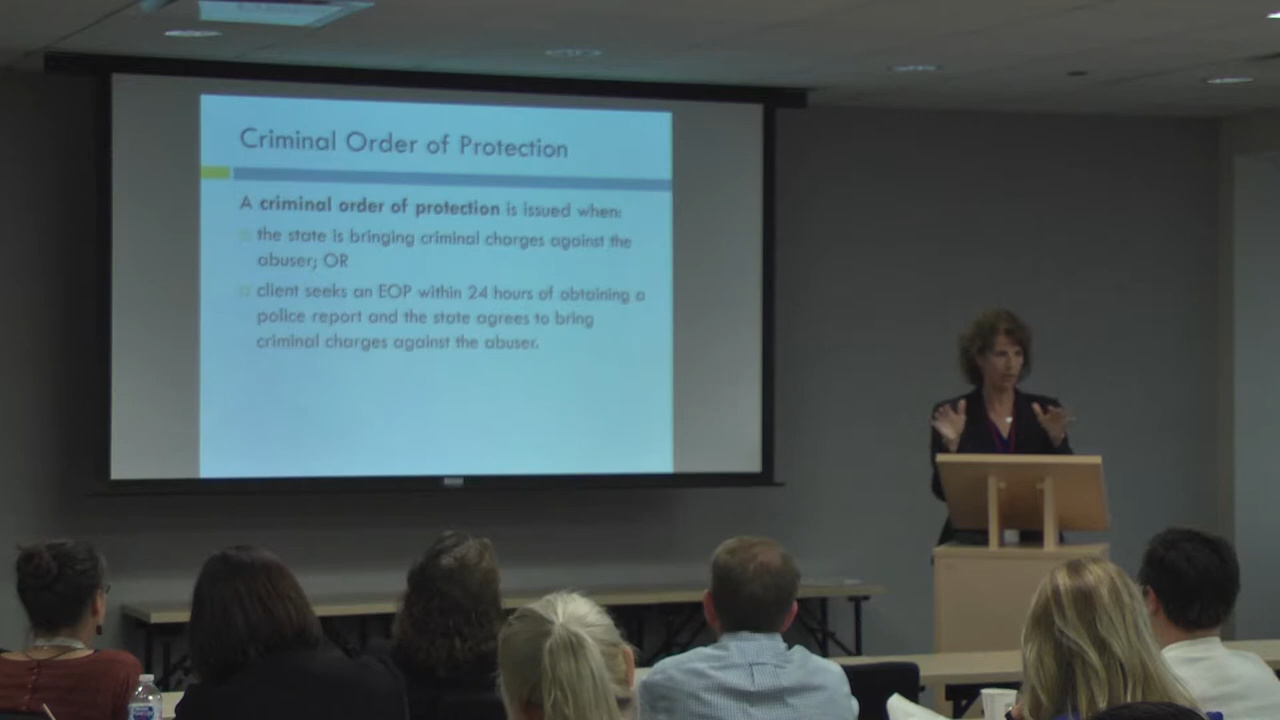 Criminal Order of Protection
A criminal order of protection is issued when:
the state is bringing criminal charges against the
abuser; OR
client seeks an EOP within 24 hours of obtaining a
police report and the state agrees to bring
criminal charges against the abuser.